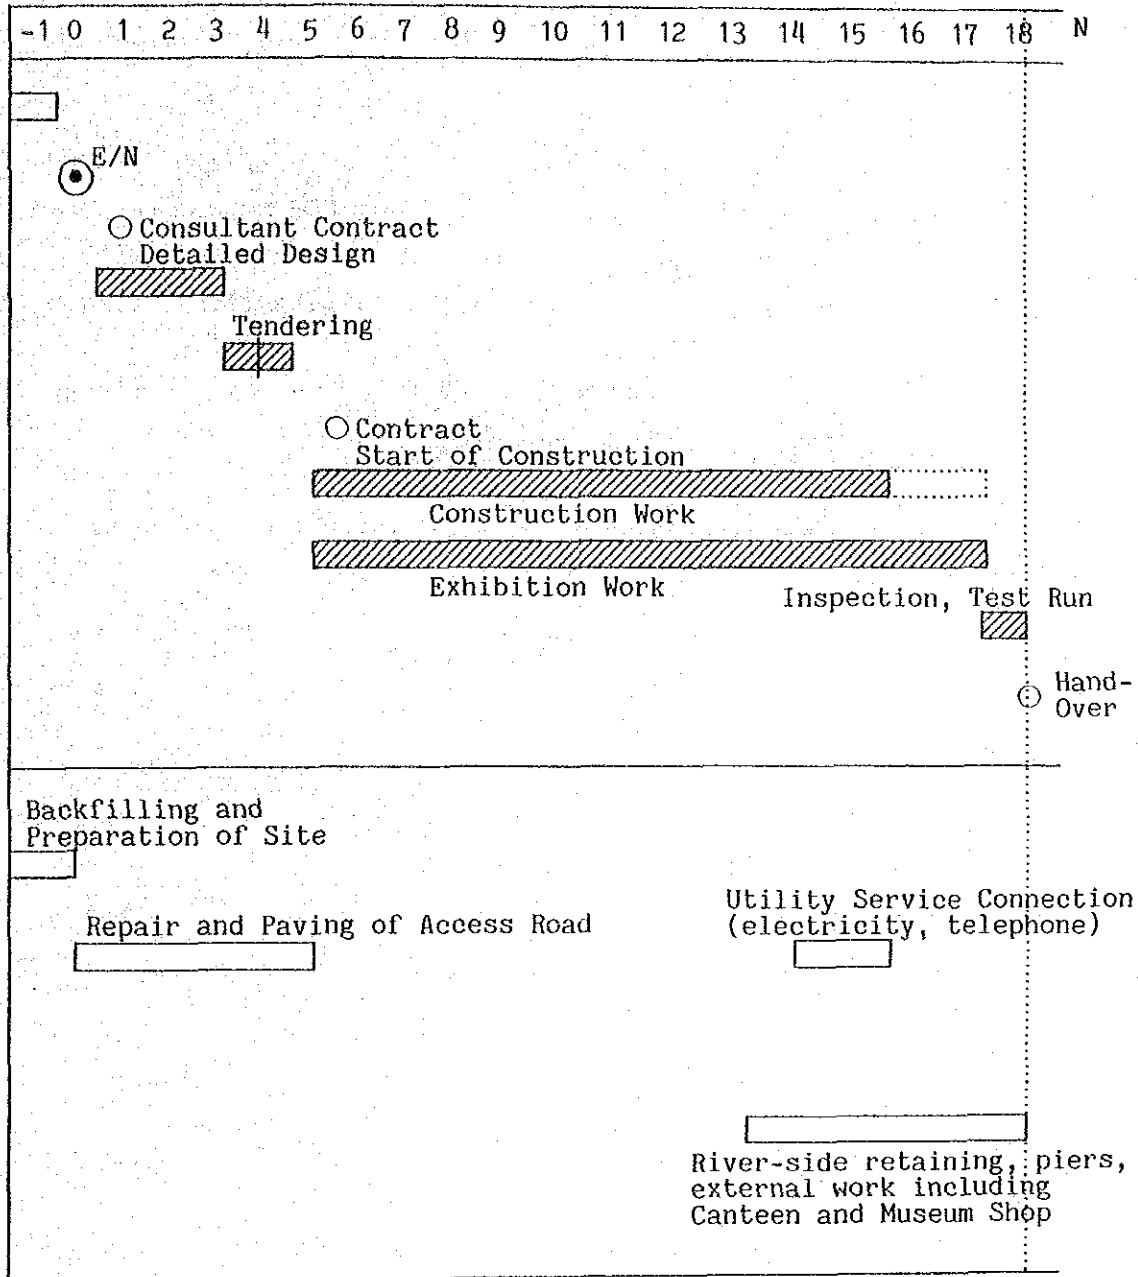 -1 0 1 2 3 4 5 6 7 8 9 10 11 12 13 14 15 16 17 18 N
E/N
Consultant Contract
Detailed Design
Tendering
Contract
Start of Construction
Construction Work
Exhibition Work
Inspection, Test Run
Hand-
Over
Backfilling and
Preparation of Site
Repair and Paving of Access Road
Utility Service Connection
(electricity, telephone)
River-side retaining, piers,
external work including
Canteen and Museum Shop